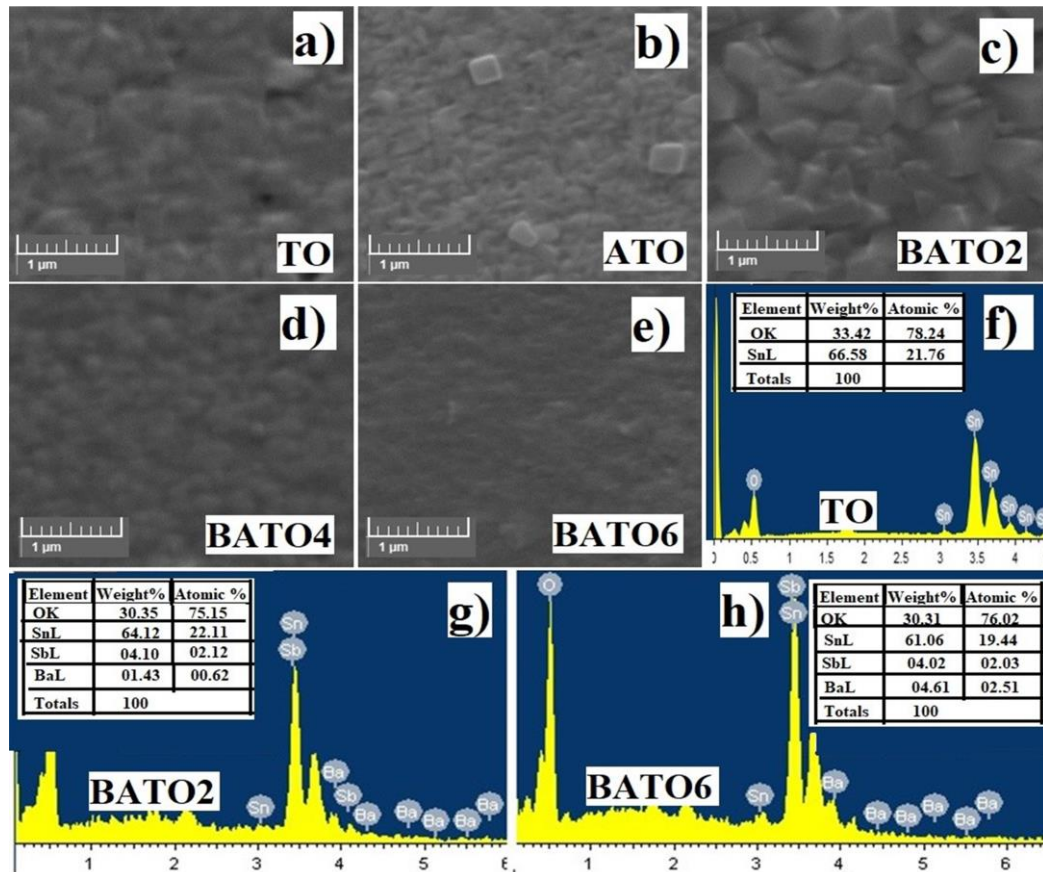 a)
1 µm
TO
b)
ATO
c)
1 µm
BATO2
d)
1 µm
BATO4
e)
1 µm
BATO6
f)
Element Weight% Atomic %
OK 33.42 78.24
SnL 66.58 21.76
Totals 100
O
Sn
Sn
Sn
Sn
Sn
TO
0.5 1 1.5 2 2.5 3 3.5 4
g)
Element Weight% Atomic %
OK 30.35 75.15
SnL 64.12 22.11
SbL 04.10 02.12
BaL 01.43 00.62
Totals 100
Sn
Sb
Ba
Sn Sb
Ba Ba Ba Ba Ba
BATO2
1 2 3 4 5 6
h)
Element Weight% Atomic %
OK 30.31 76.02
SnL 61.06 19.44
SbL 04.02 02.03
BaL 04.61 02.51
Totals 100
O
Sb
Sn
Sn Ba
Ba Ba Ba Ba Ba
BATO6
1 2 3 4 5 6